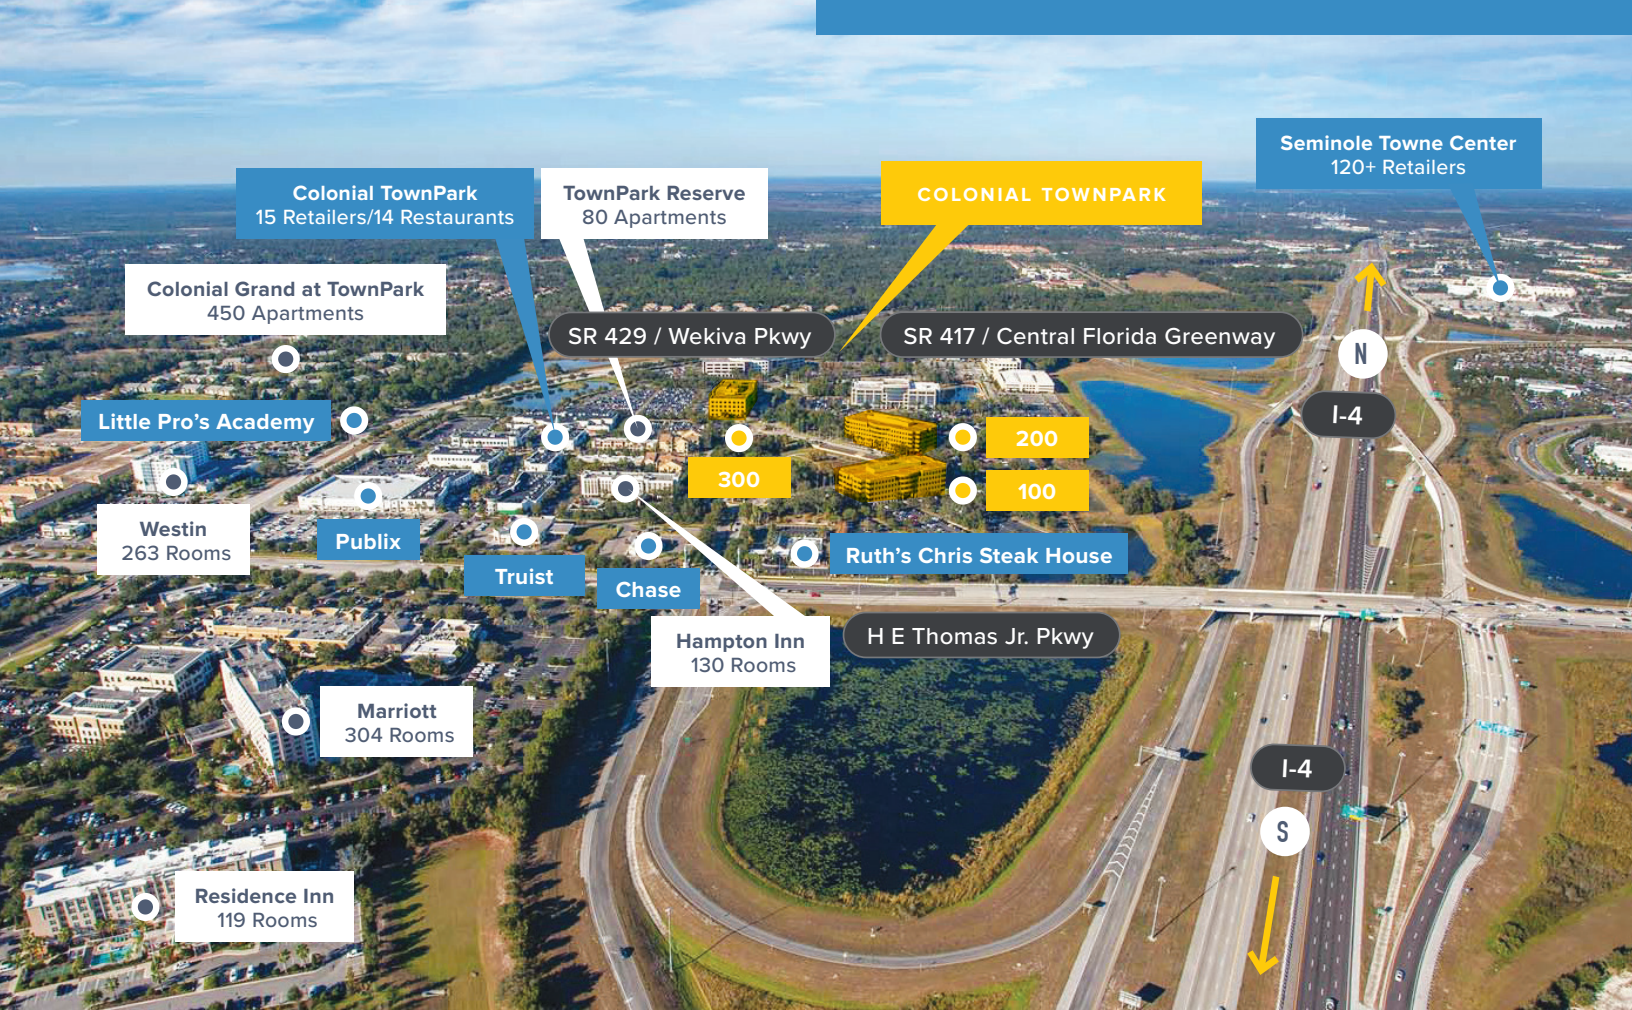 Seminole Towne Center
120+ Retailers
Colonial TownPark
15 Retailers/14 Restaurants
TownPark Reserve
80 Apartments
COLONIAL TOWNPARK
Colonial Grand at TownPark
450 Apartments
SR 429 / Wekiva Pkwy
SR 417 / Central Florida Greenway
N
I-4
Little Pro's Academy
200
300
100
Westin
263 Rooms
Publix
Truist
Chase
Ruth's Chris Steak House
Hampton Inn
130 Rooms
H E Thomas Jr. Pkwy
Marriott
304 Rooms
I-4
S
Residence Inn
119 Rooms